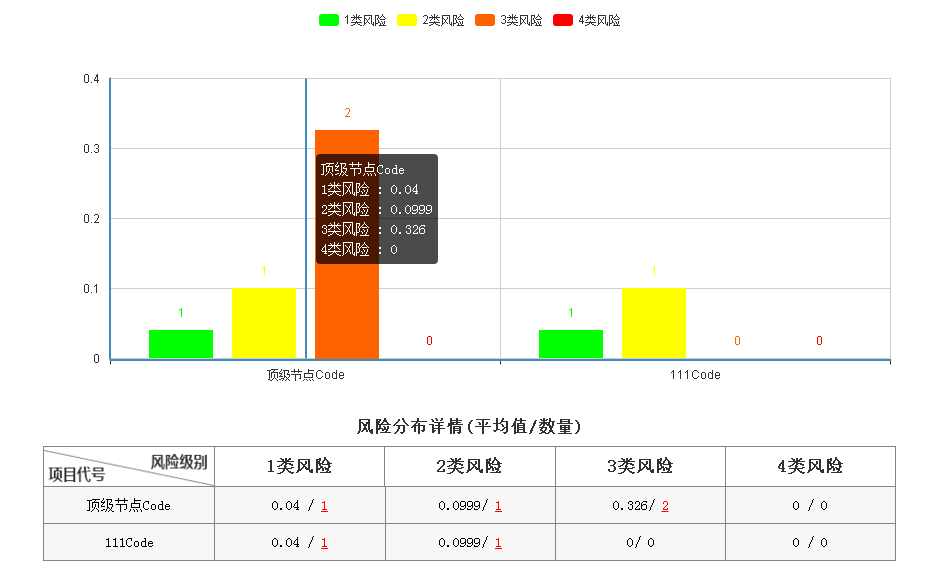 1类风险 2类风险 3类风险 4类风险
0.4
2
0.3
顶级节点Code
1类风险 : 0.04
2类风险 : 0.0999
3类风险 : 0.326
4类风险 : 0
0.2
1 1
0.1
1 0 1 0 0
0
顶级节点Code 111Code
风险分布详情(平均值/数量)
风险级别 项目代号 1类风险 2类风险 3类风险 4类风险
顶级节点Code 0.04 / 1 0.0999/ 1 0.326/ 2 0 / 0
111Code 0.04 / 1 0.0999/ 1 0/ 0 0 / 0